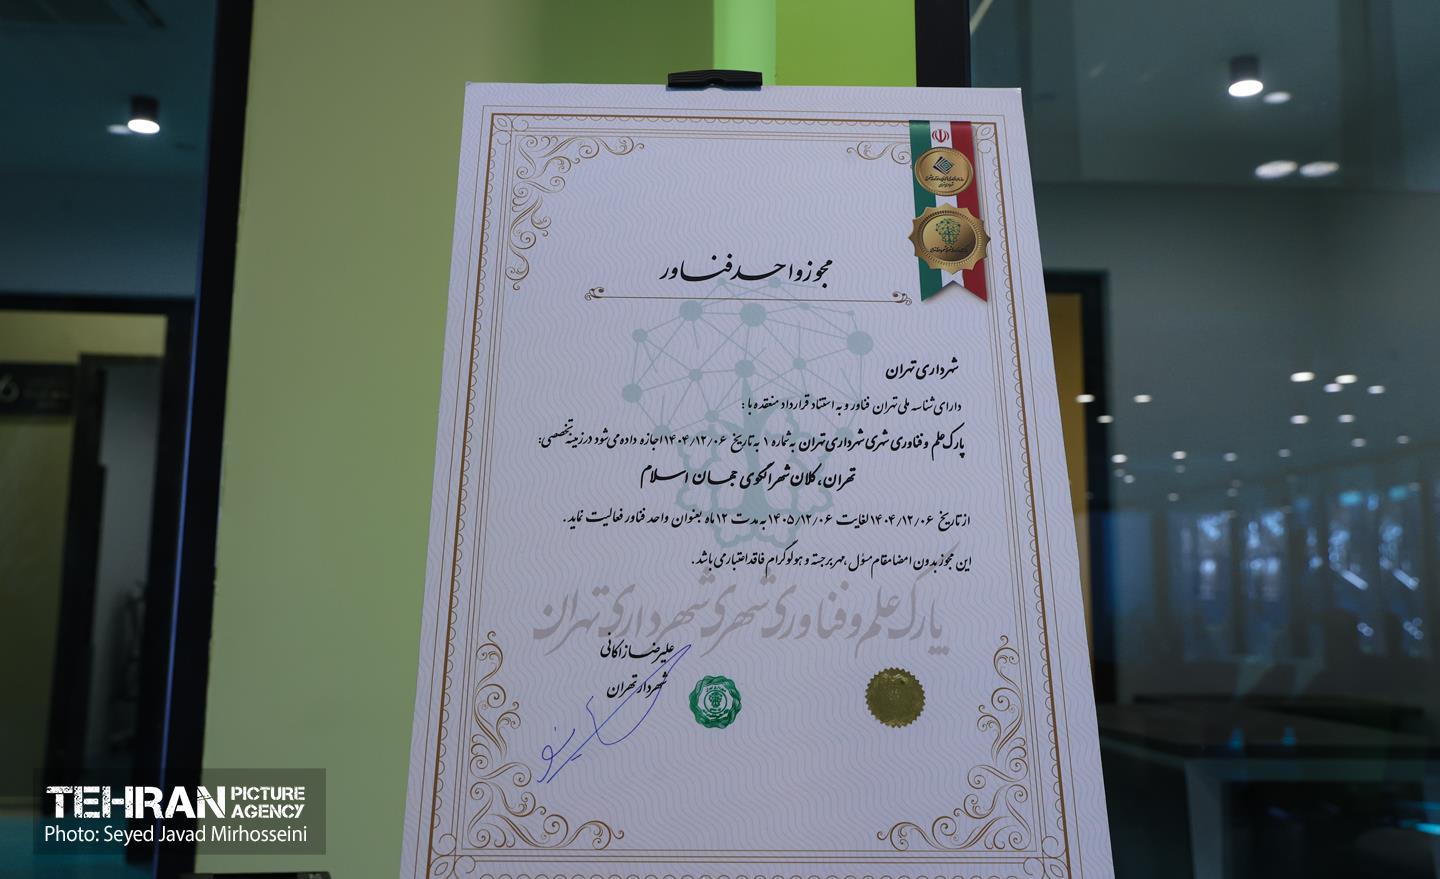 مجوز واحد فناور
شهرداری تهران
دارای شناسه ملی تهران فناور و به استناد قرارداد منعقده با :
پارک علم و فناوری شهری شهرداری تهران به شماره ۱ به تاریخ ۱۴۰۴/۱۲/۰۶ اجازه داده می‌شود در زمینه تخصصی:
تهران، کلان شهر الگوی جهان اسلام
از تاریخ ۱۴۰۴/۱۲/۰۶ لغایت ۱۴۰۵/۱۲/۰۶ به مدت ۱۲ ماه بعنوان واحد فناور فعالیت نماید.
این مجوز بدون امضا مقام مسئول ،مهر برجسته و هولوگرام فاقد اعتبار می باشد.
پارک علم و فناوری شهری شهرداری تهران
علیرضا زاکانی
شهردار تهران
TEHRAN PICTURE AGENCY
Photo: Seyed Javad Mirhosseini